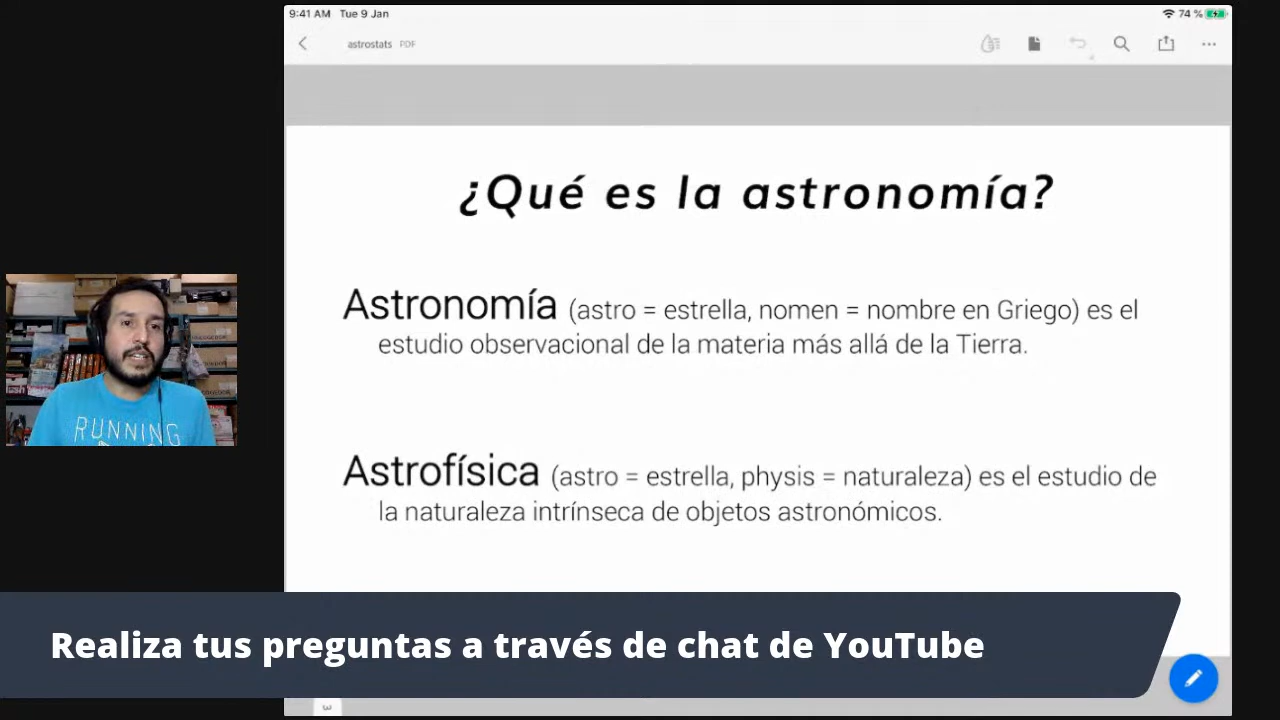 9:41 AM Tue 9 Jan
74 %
astrostats PDF
¿Qué es la astronomía?
Astronomía (astro = estrella, nomen = nombre en Griego) es el
estudio observacional de la materia más allá de la Tierra.
Astrofísica (astro = estrella, physis = naturaleza) es el estudio de
la naturaleza intrínseca de objetos astronómicos.
RUNNING
Realiza tus preguntas a través de chat de YouTube
3